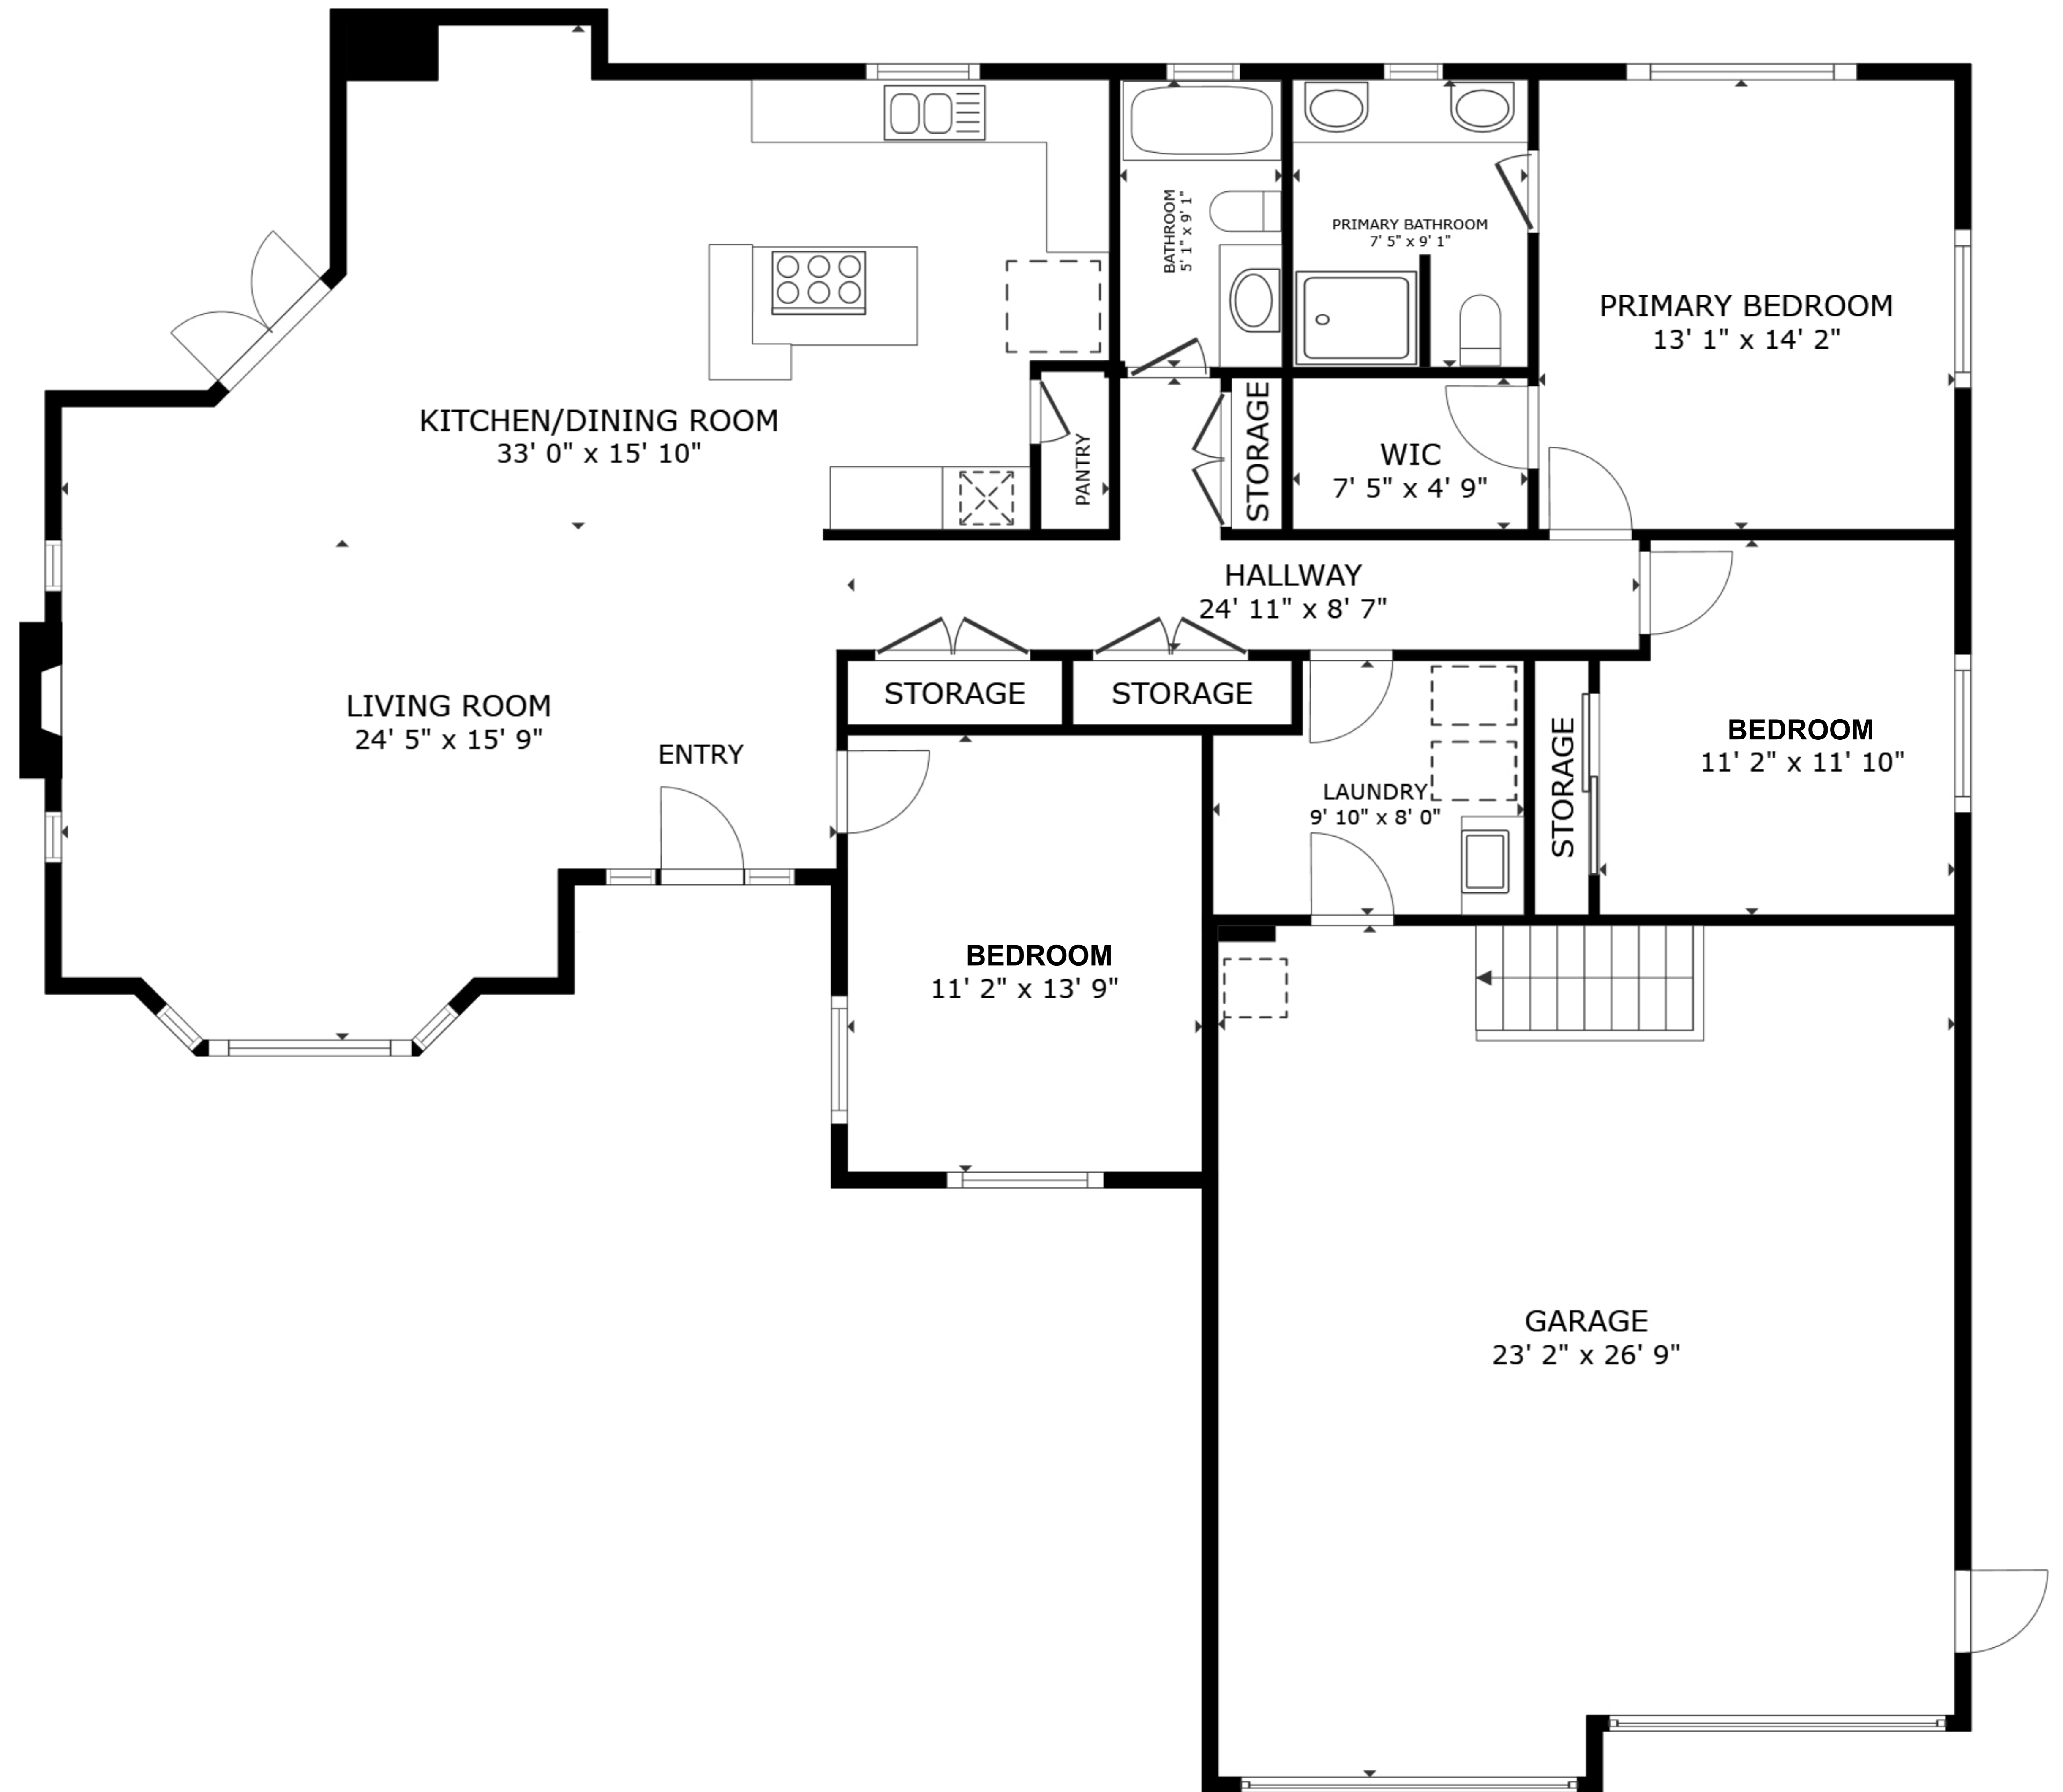 BATHROOM
5' 1" x 9' 1"
PRIMARY BATHROOM
7' 5" x 9' 1"
PRIMARY BEDROOM
13' 1" x 14' 2"
KITCHEN/DINING ROOM
33' 0" x 15' 10"
PANTRY
STORAGE
WIC
7' 5" x 4' 9"
HALLWAY
24' 11" x 8' 7"
LIVING ROOM
24' 5" x 15' 9"
ENTRY
STORAGE
STORAGE
LAUNDRY
9' 10" x 8' 0"
STORAGE
BEDROOM
11' 2" x 11' 10"
BEDROOM
11' 2" x 13' 9"
GARAGE
23' 2" x 26' 9"